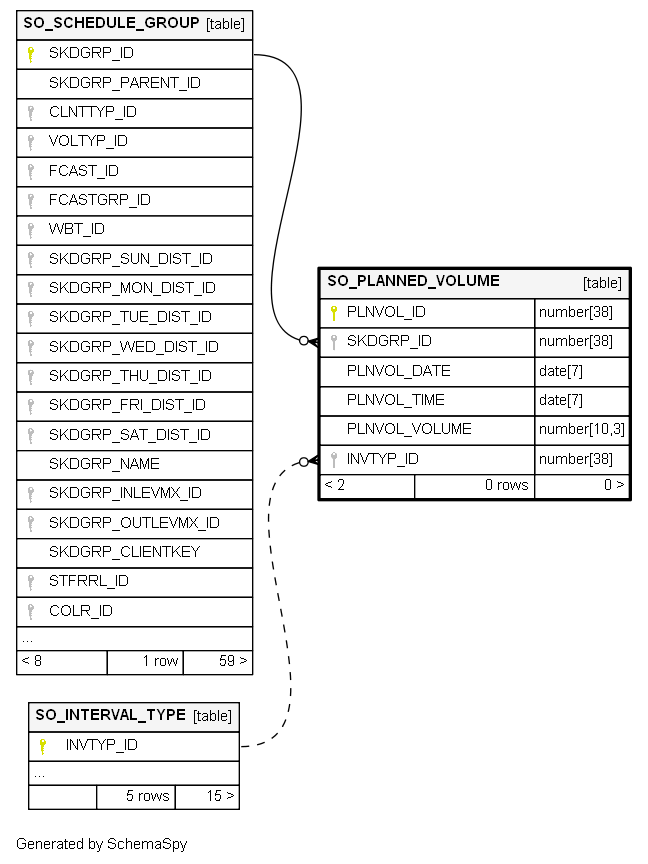 SO_SCHEDULE_GROUP [table]
SKDGRP_ID
SKDGRP_PARENT_ID
CLNTTYP_ID
VOLTYP_ID
FCAST_ID
FCASTGRP_ID
WBT_ID
SKDGRP_SUN_DIST_ID
SKDGRP_MON_DIST_ID
SKDGRP_TUE_DIST_ID
SKDGRP_WED_DIST_ID
SKDGRP_THU_DIST_ID
SKDGRP_FRI_DIST_ID
SKDGRP_SAT_DIST_ID
SKDGRP_NAME
SKDGRP_INLEVMX_ID
SKDGRP_OUTLEVMX_ID
SKDGRP_CLIENTKEY
STFRRL_ID
COLR_ID
...
< 8 1 row 59 >
SO_PLANNED_VOLUME [table]
PLNVOL_ID number[38]
SKDGRP_ID number[38]
PLNVOL_DATE date[7]
PLNVOL_TIME date[7]
PLNVOL_VOLUME number[10,3]
INVTYP_ID number[38]
< 2 0 rows 0 >
SO_INTERVAL_TYPE [table]
INVTYP_ID
...
5 rows 15 >
Generated by SchemaSpy